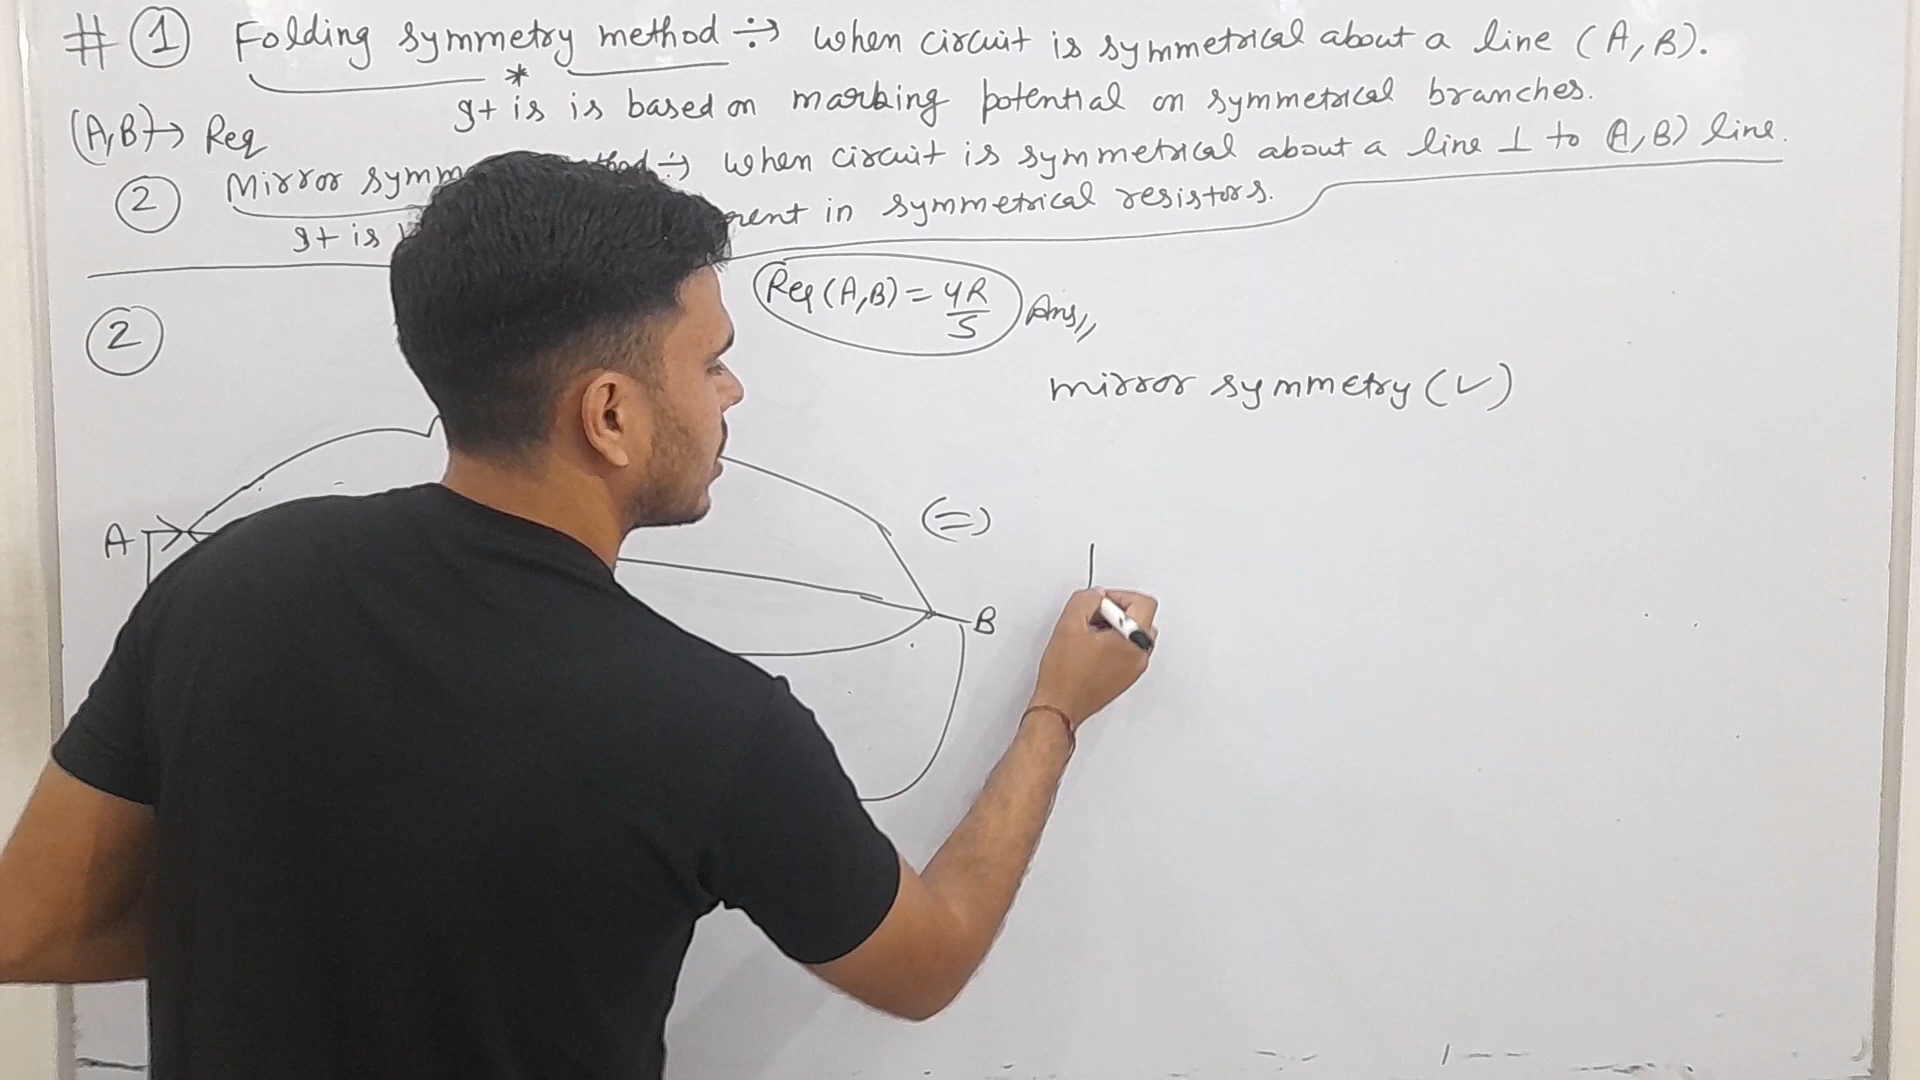 # ① Folding symmetry method ÷→ when circuit is symmetrical about a line (A, B).
* It is is based on marking potential on symmetrical branches.
(A,B)→ Req
② Mirror symm thod ÷→ when circuit is symmetrical about a line ⊥ to (A, B) line.
It is rent in symmetrical resistors.
② Req (A,B) = 4R/5 Ans,,
mirror symmetry (✓)
A
(=)
B